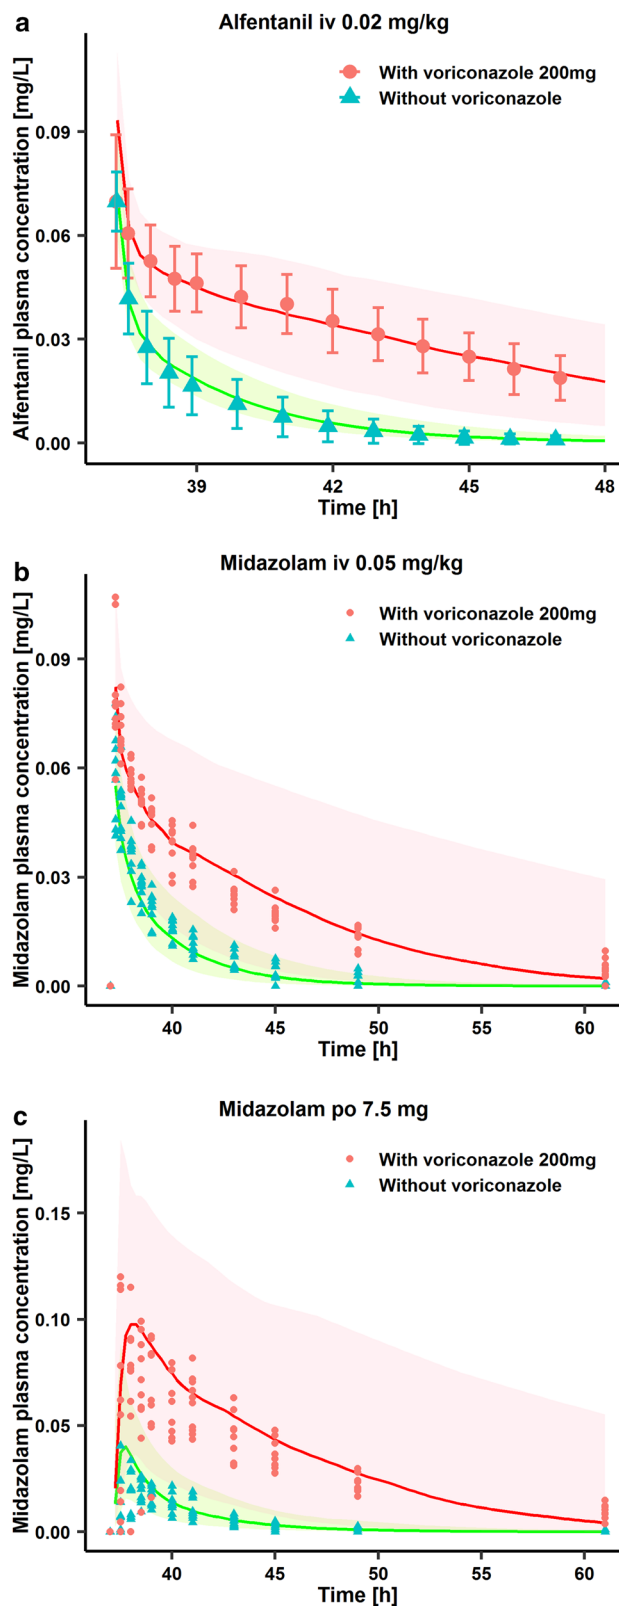 a
Alfentanil iv 0.02 mg/kg
With voriconazole 200mg
Without voriconazole
Alfentanil plasma concentration [mg/L]
0.09
0.06
0.03
0.00
39 42 45 48
Time [h]
b
Midazolam iv 0.05 mg/kg
With voriconazole 200mg
Without voriconazole
Midazolam plasma concentration [mg/L]
0.09
0.06
0.03
0.00
40 45 50 55 60
Time [h]
c
Midazolam po 7.5 mg
With voriconazole 200mg
Without voriconazole
Midazolam plasma concentration [mg/L]
0.15
0.10
0.05
0.00
40 45 50 55 60
Time [h]